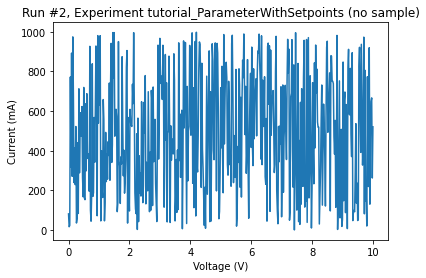 Run #2, Experiment tutorial_ParameterWithSetpoints (no sample)
1000
800
600
400
200
0
Current (mA)
0 2 4 6 8 10
Voltage (V)